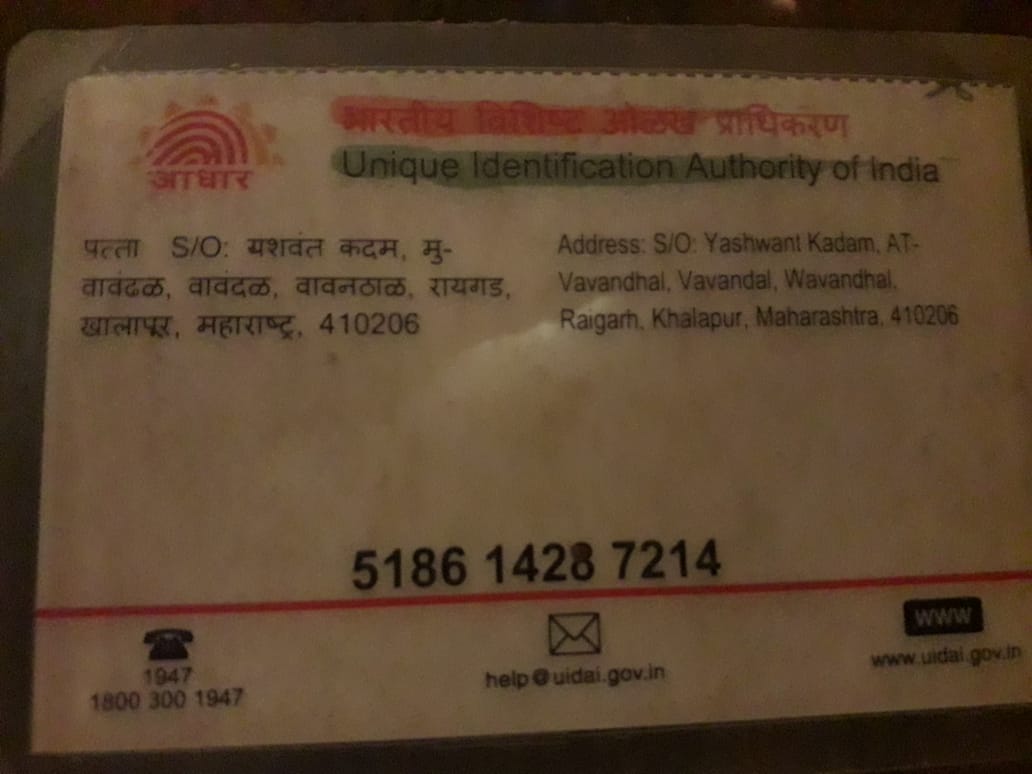 आधार
भारतीय विशिष्ट ओळख प्राधिकरण
Unique Identification Authority of India
पत्ता S/O: यशवंत कदम, मु-
वावंढळ, वावंदळ, वावनठाळ, रायगड,
खालापूर, महाराष्ट्र, 410206
Address: S/O: Yashwant Kadam, AT-
Vavandhal, Vavandal, Wavandhal,
Raigarh, Khalapur, Maharashtra, 410206
5186 1428 7214
1947
1800 300 1947
help@uidai.gov.in
WWW
www.uidai.gov.in